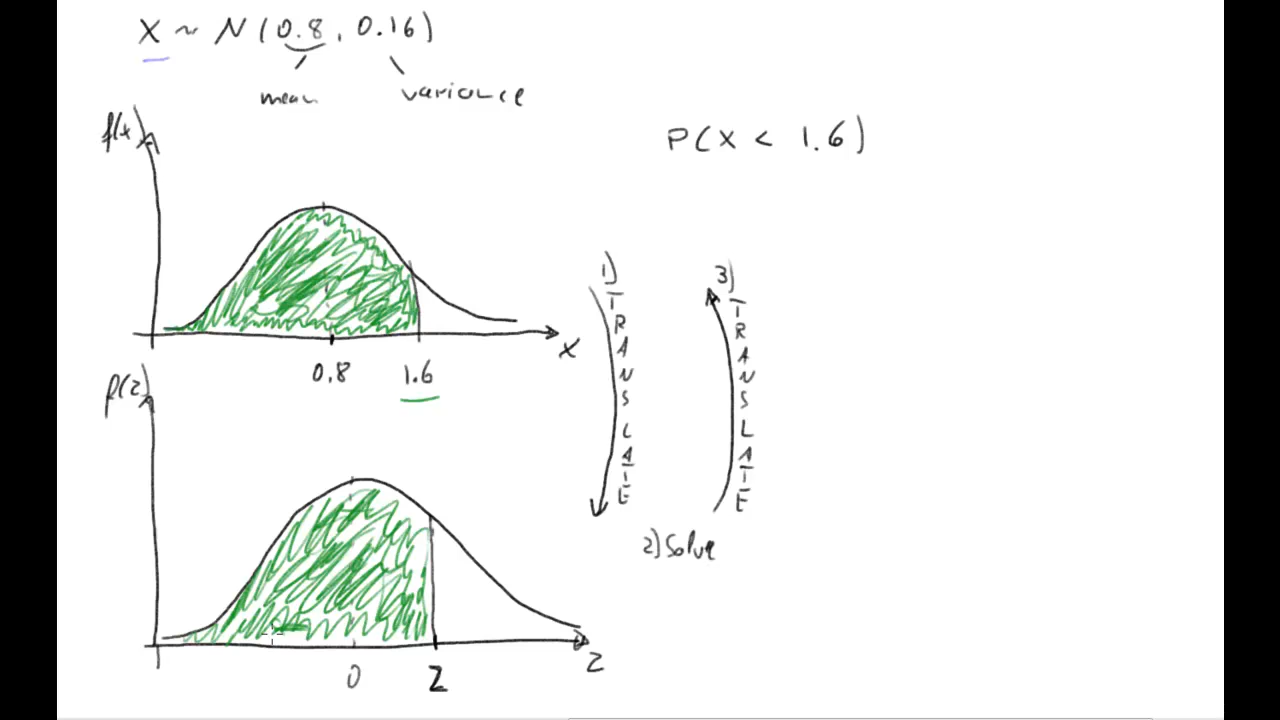 X ~ N(0.8, 0.16)
mean variance
f(x)
P(X < 1.6)
0.8 1.6
x
f(z)
1) TRANSLATE
3) TRANSLATE
2) Solve
0 z
z